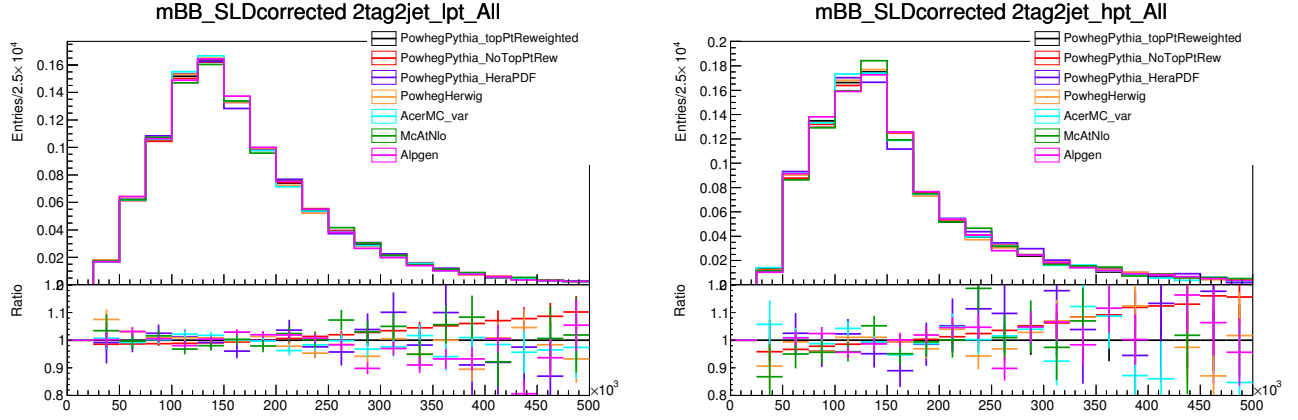 mBB_SLDcorrected 2tag2jet_lpt_All
Entries/2.5×10⁴
0.16
0.14
0.12
0.1
0.08
0.06
0.04
0.02
PowhegPythia_topPtReweighted
PowhegPythia_NoTopPtRew
PowhegPythia_HeraPDF
PowhegHerwig
AcerMC_var
McAtNlo
Alpgen
Ratio
1.1
1
0.9
0.8
0 50 100 150 200 250 300 350 400 450 500
×10³
mBB_SLDcorrected 2tag2jet_hpt_All
Entries/2.5×10⁴
0.2
0.18
0.16
0.14
0.12
0.1
0.08
0.06
0.04
0.02
PowhegPythia_topPtReweighted
PowhegPythia_NoTopPtRew
PowhegPythia_HeraPDF
PowhegHerwig
AcerMC_var
McAtNlo
Alpgen
Ratio
1.1
1
0.9
0.8
0 50 100 150 200 250 300 350 400 450 500
×10³